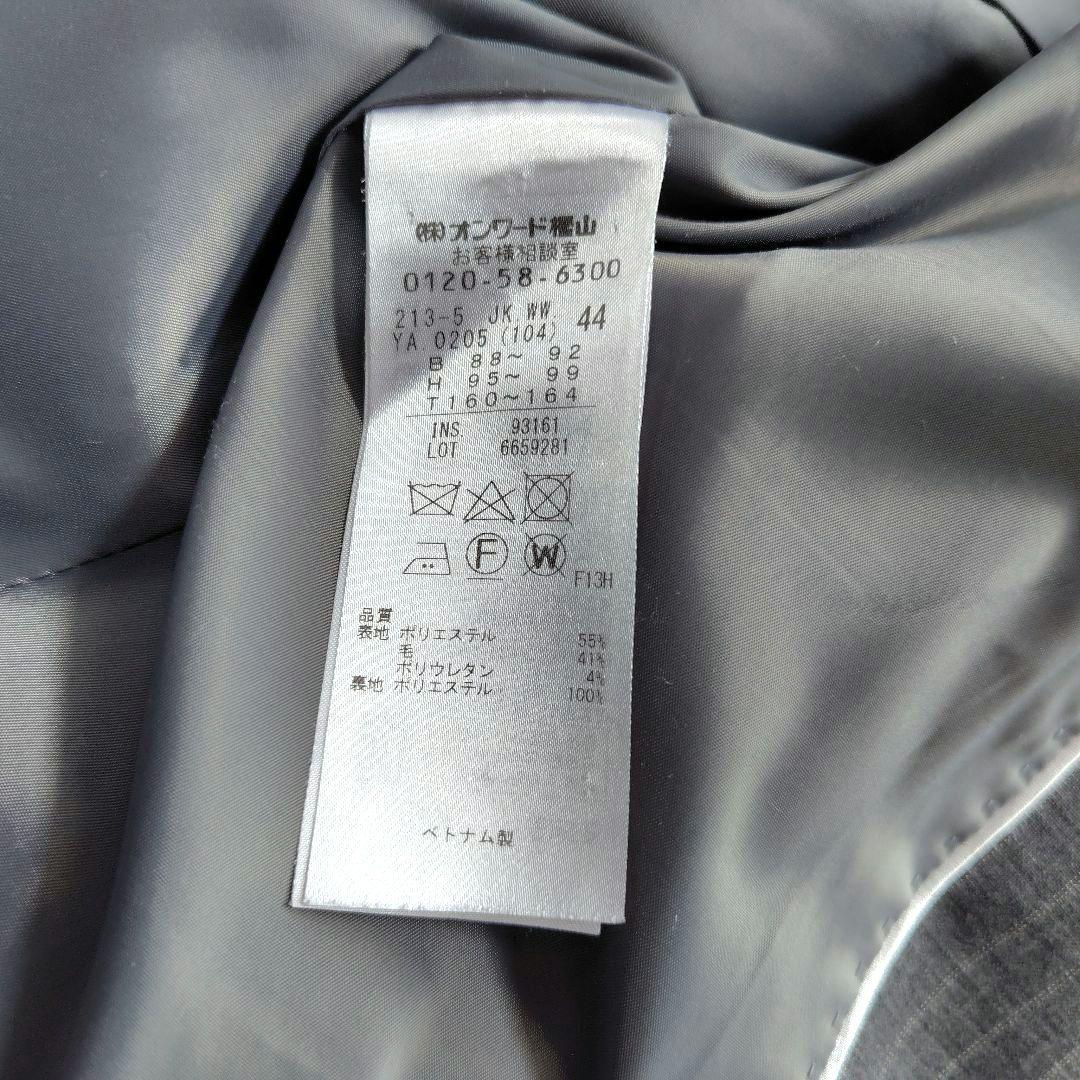 (株)オンワード樫山
お客様相談室
0120-58-6300
213-5 JK WW 44
YA 0205 (104)
B 88～ 92
H 95～ 99
T160～164
INS. 93161
LOT 6659281
F W
F13H
品質
表地 ポリエステル 55%
毛 41%
ポリウレタン 4%
裏地 ポリエステル 100%
ベトナム製